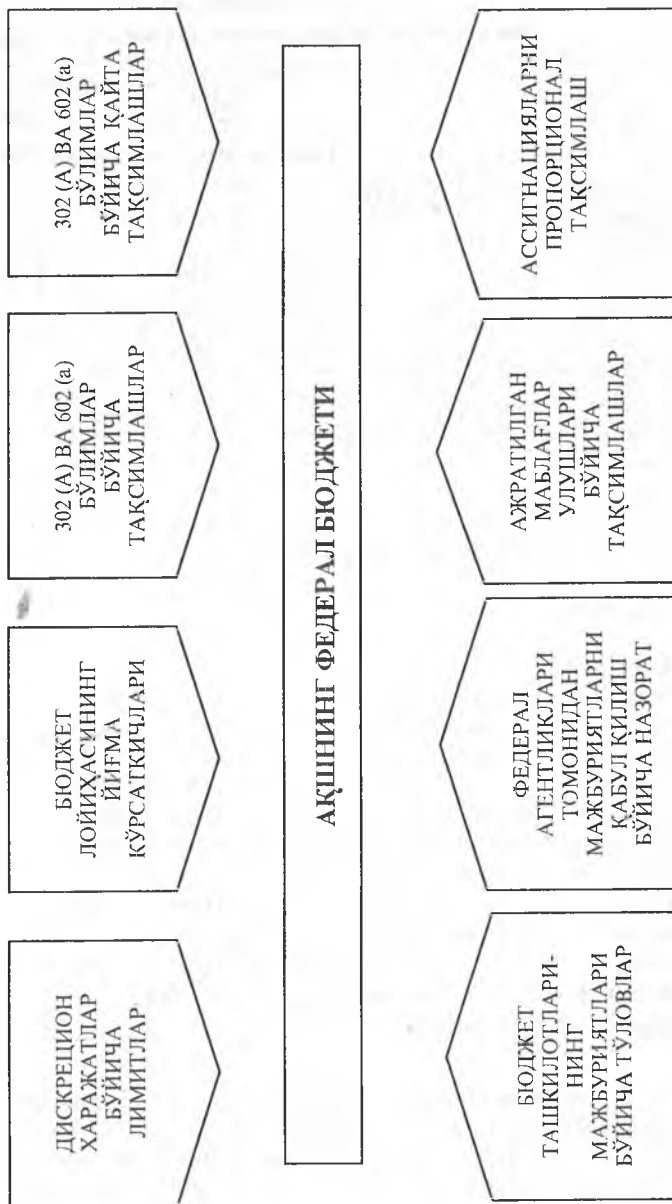 ДИСКРЕЦИОН
ХАРАЖАТЛАР
БЎЙИЧА
ЛИМИТЛАР
БЮДЖЕТ
ЛОЙИҲАСИНИНГ
ЙИҒМА
КЎРСАТКИЧЛАРИ
302 (А) ВА 602 (а)
БЎЛИМЛАР
БЎЙИЧА
ТАҚСИМЛАШЛАР
302 (А) ВА 602 (а)
БЎЛИМЛАР
БЎЙИЧА ҚАЙТА
ТАҚСИМЛАШЛАР
АҚШНИНГ ФЕДЕРАЛ БЮДЖЕТИ
БЮДЖЕТ
ТАШКИЛОТЛАРИ-
НИНГ
МАЖБУРИЯТЛАРИ
БЎЙИЧА ТЎЛОВЛАР
ФЕДЕРАЛ
АГЕНТЛИКЛАРИ
ТОМОНИДАН
МАЖБУРИЯТЛАРНИ
ҚАБУЛ ҚИЛИШ
БЎЙИЧА НАЗОРАТ
АЖРАТИЛГАН
МАБЛАҒЛАР
УЛУШЛАРИ
БЎЙИЧА
ТАҚСИМЛАШЛАР
АССИГНАЦИЯЛАРНИ
ПРОПОРЦИОНАЛ
ТАҚСИМЛАШ